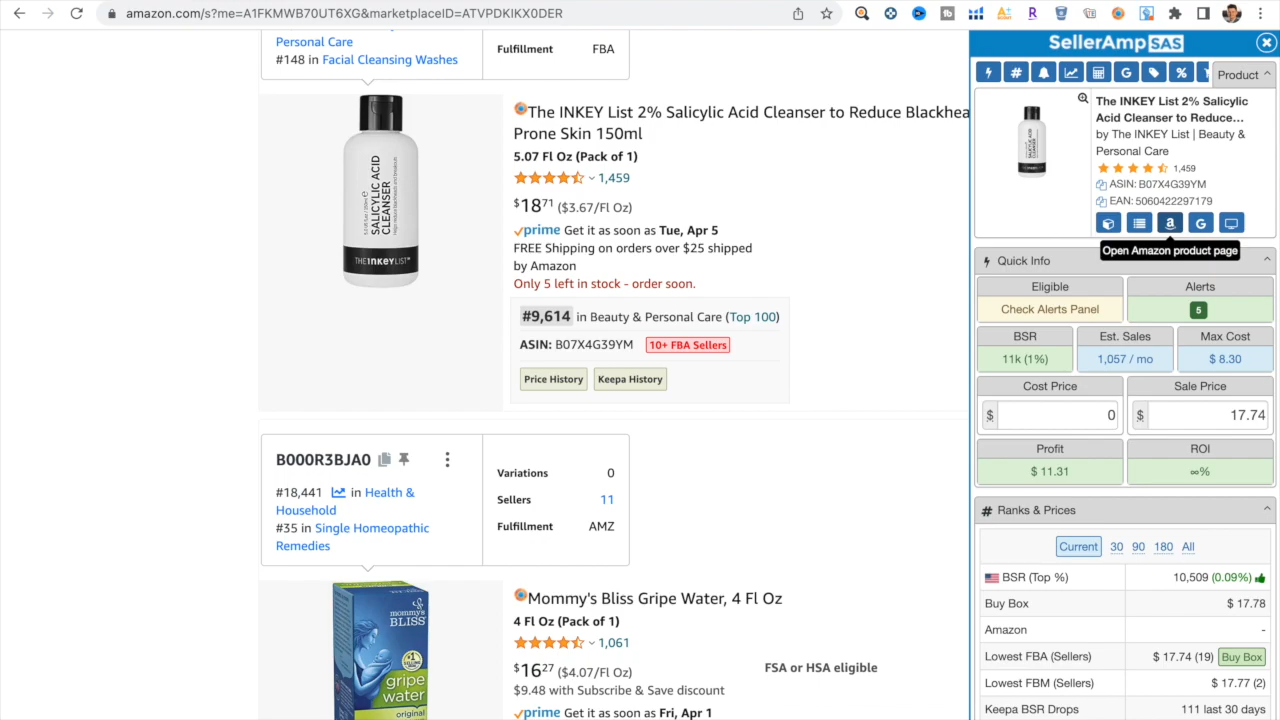 amazon.com/s?me=A1FKMWB70UT6XG&marketplaceID=ATVPDKIKX0DER
Personal Care
#148 in Facial Cleansing Washes
Fulfillment FBA
SALICYLIC ACID
CLEANSER
THE INKEY LIST™
The INKEY List 2% Salicylic Acid Cleanser to Reduce Blackhea
Prone Skin 150ml
5.07 Fl Oz (Pack of 1)
1,459
$18 71 ($3.67/Fl Oz)
prime Get it as soon as Tue, Apr 5
FREE Shipping on orders over $25 shipped
by Amazon
Only 5 left in stock - order soon.
#9,614 in Beauty & Personal Care (Top 100)
ASIN: B07X4G39YM 10+ FBA Sellers
Price History Keepa History
B000R3BJA0
#18,441 in Health &
Household
#35 in Single Homeopathic
Remedies
Variations 0
Sellers 11
Fulfillment AMZ
mommy's
BLISS
gripe
water
original
Mommy's Bliss Gripe Water, 4 Fl Oz
4 Fl Oz (Pack of 1)
1,061
$16 27 ($4.07/Fl Oz)
$9.48 with Subscribe & Save discount
FSA or HSA eligible
prime Get it as soon as Fri, Apr 1
SellerAmp SAS
Product
The INKEY List 2% Salicylic
Acid Cleanser to Reduce...
by The INKEY List | Beauty &
Personal Care
1,459
ASIN: B07X4G39YM
EAN: 5060422297179
Open Amazon product page
Quick Info
Eligible Alerts
Check Alerts Panel 5
BSR Est. Sales Max Cost
11k (1%) 1,057 / mo $ 8.30
Cost Price Sale Price
$ 0 $ 17.74
Profit ROI
$ 11.31 ∞%
# Ranks & Prices
Current 30 90 180 All
BSR (Top %) 10,509 (0.09%)
Buy Box $ 17.78
Amazon -
Lowest FBA (Sellers) $ 17.74 (19) Buy Box
Lowest FBM (Sellers) $ 17.77 (2)
Keepa BSR Drops 111 last 30 days